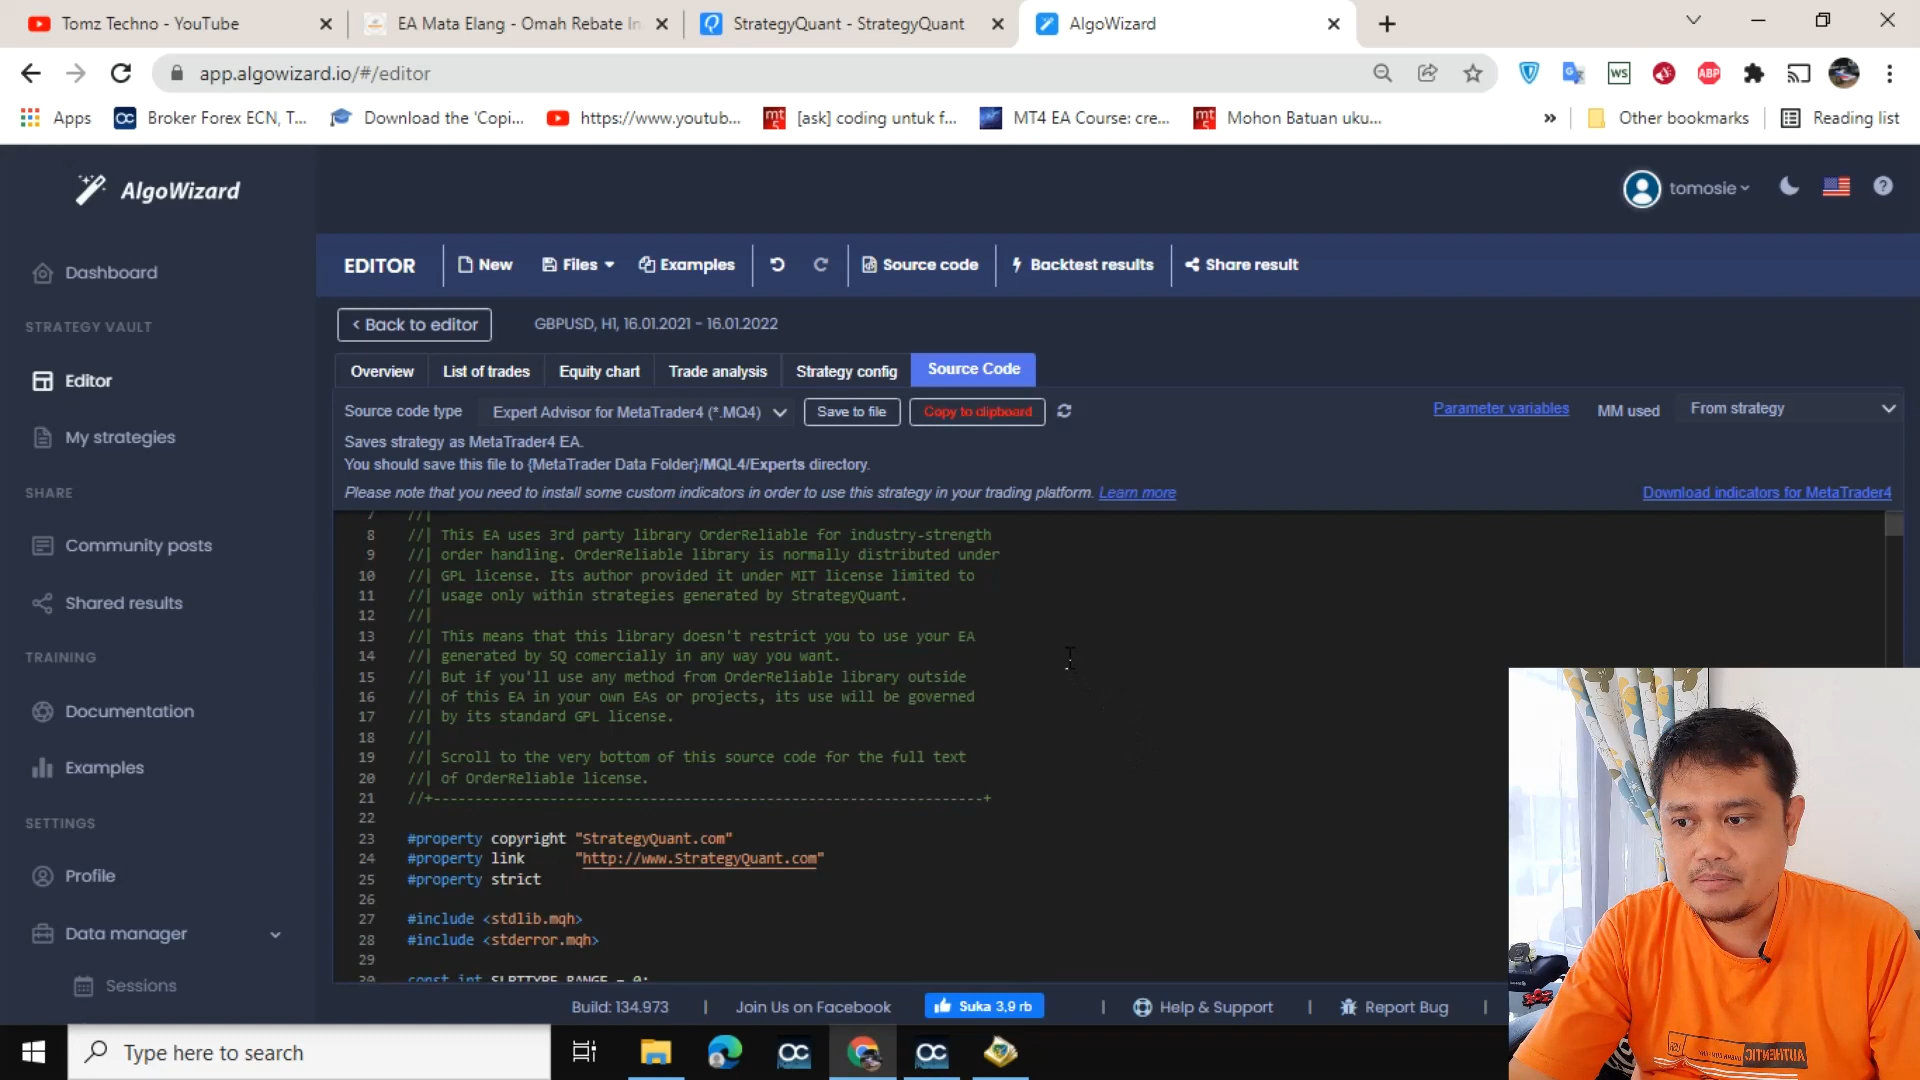 Tomz Techno - YouTube
EA Mata Elang - Omah Rebate In
StrategyQuant - StrategyQuant
AlgoWizard
app.algowizard.io/#/editor
WS
ABP
Apps
Broker Forex ECN, T...
Download the 'Copi...
https://www.youtub...
[ask] coding untuk f...
MT4 EA Course: cre...
Mohon Batuan uku...
»
Other bookmarks
Reading list
AlgoWizard
tomosie
EDITOR
New
Files
Examples
Source code
Backtest results
Share result
Dashboard
STRATEGY VAULT
Editor
My strategies
SHARE
Community posts
Shared results
TRAINING
Documentation
Examples
SETTINGS
Profile
Data manager
Sessions
< Back to editor
GBPUSD, H1, 16.01.2021 - 16.01.2022
Overview
List of trades
Equity chart
Trade analysis
Strategy config
Source Code
Source code type
Expert Advisor for MetaTrader4 (*.MQ4)
Save to file
Copy to clipboard
Parameter variables
MM used
From strategy
Saves strategy as MetaTrader4 EA.
You should save this file to {MetaTrader Data Folder}/MQL4/Experts directory.
Please note that you need to install some custom indicators in order to use this strategy in your trading platform. Learn more
Download indicators for MetaTrader4
7 //|
8 //| This EA uses 3rd party library OrderReliable for industry-strength
9 //| order handling. OrderReliable library is normally distributed under
10 //| GPL license. Its author provided it under MIT license limited to
11 //| usage only within strategies generated by StrategyQuant.
12 //|
13 //| This means that this library doesn't restrict you to use your EA
14 //| generated by SQ comercially in any way you want.
15 //| But if you'll use any method from OrderReliable library outside
16 //| of this EA in your own EAs or projects, its use will be governed
17 //| by its standard GPL license.
18 //|
19 //| Scroll to the very bottom of this source code for the full text
20 //| of OrderReliable license.
21 //+------------------------------------------------------------------+
22
23 #property copyright "StrategyQuant.com"
24 #property link "http://www.StrategyQuant.com"
25 #property strict
26
27 #include <stdlib.mqh>
28 #include <stderror.mqh>
29
30 const int SLPTTYPE_RANGE = 0;
Build: 134.973
Join Us on Facebook
Suka 3,9 rb
Help & Support
Report Bug
Type here to search
OC
OC
AUTHENTIC